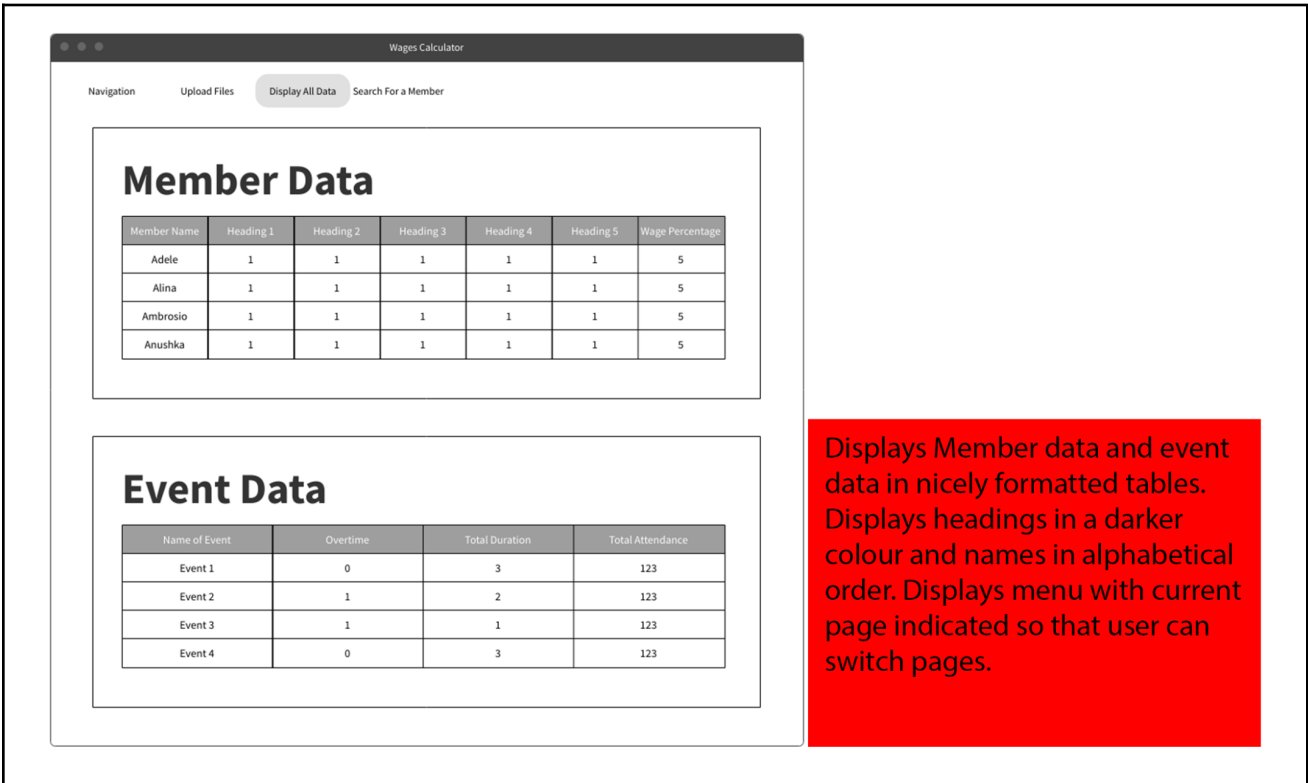 Wages Calculator
Navigation Upload Files Display All Data Search For a Member
Member Data
Member Name Heading 1 Heading 2 Heading 3 Heading 4 Heading 5 Wage Percentage
Adele 1 1 1 1 1 5
Alina 1 1 1 1 1 5
Ambrosio 1 1 1 1 1 5
Anushka 1 1 1 1 1 5
Event Data
Name of Event Overtime Total Duration Total Attendance
Event 1 0 3 123
Event 2 1 2 123
Event 3 1 1 123
Event 4 0 3 123
Displays Member data and event
data in nicely formatted tables.
Displays headings in a darker
colour and names in alphabetical
order. Displays menu with current
page indicated so that user can
switch pages.